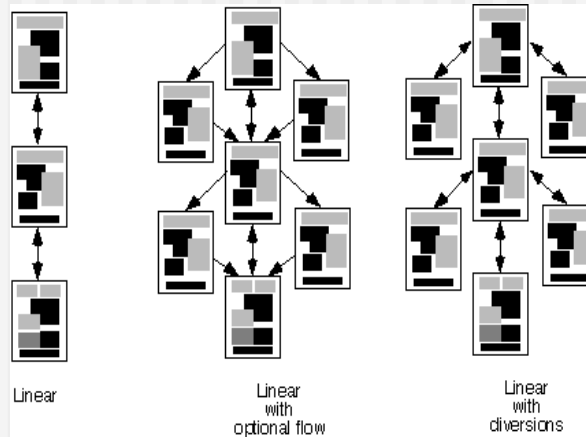 Linear
Linear
with
optional flow
Linear
with
diversions